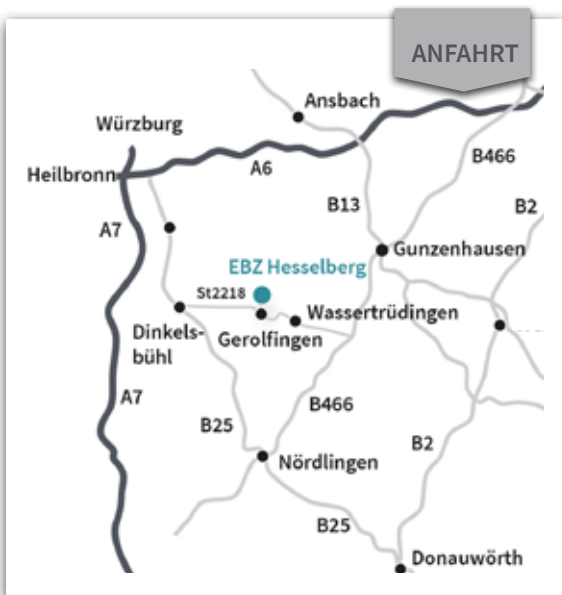 ANFAHRT
Ansbach
Würzburg
B466
A6
Heilbronn
B13
B2
A7
Gunzenhausen
EBZ Hesselberg
St2218
Wassertrüdingen
Dinkels-
bühl
Gerolfingen
A7
B466
B25
B2
Nördlingen
B25
Donauwörth